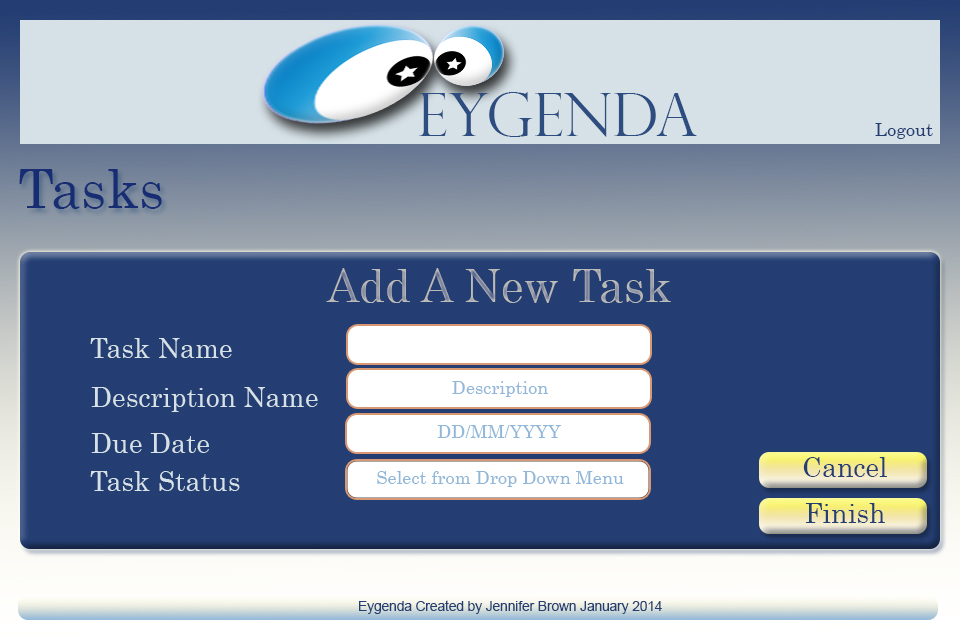 EYGENDA
Logout
Tasks
Add A New Task
Task Name
Description Name
Description
Due Date
DD/MM/YYYY
Task Status
Select from Drop Down Menu
Cancel
Finish
Eygenda Created by Jennifer Brown January 2014